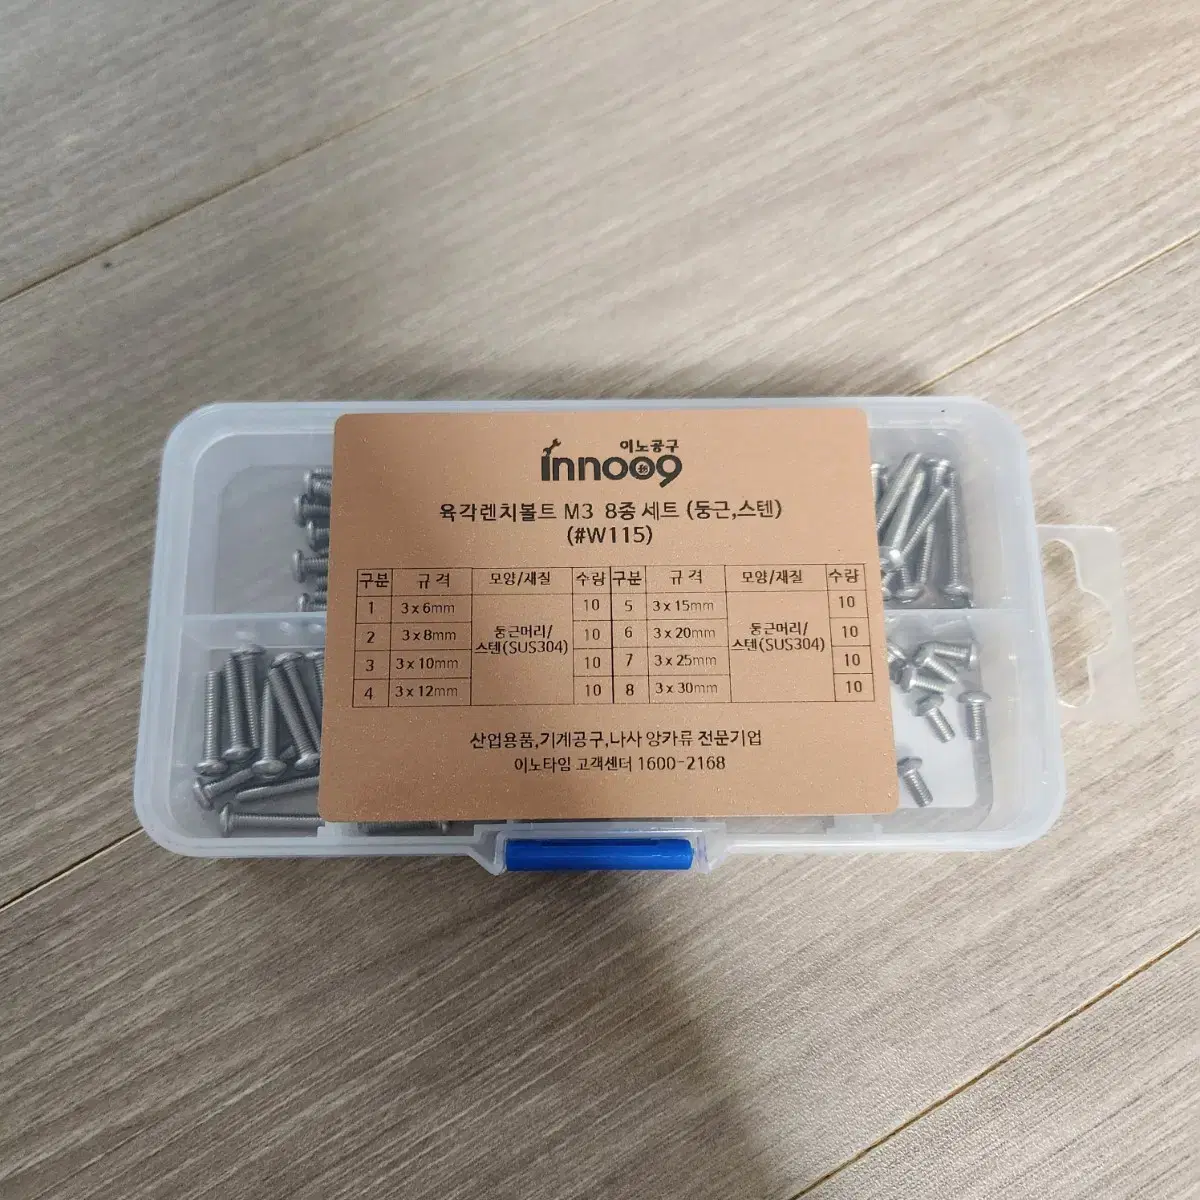 이노공구
innoo9
육각렌치볼트 M3 8종 세트 (둥근,스텐)
(#W115)
구분 규격 모양/재질 수량 구분 규격 모양/재질 수량
1 3x6mm 둥근머리/스텐(SUS304) 10 5 3x15mm 둥근머리/스텐(SUS304) 10
2 3x8mm 10 6 3x20mm 10
3 3x10mm 10 7 3x25mm 10
4 3x12mm 10 8 3x30mm 10
산업용품,기계공구,나사 앙카류 전문기업
이노타임 고객센터 1600-2168